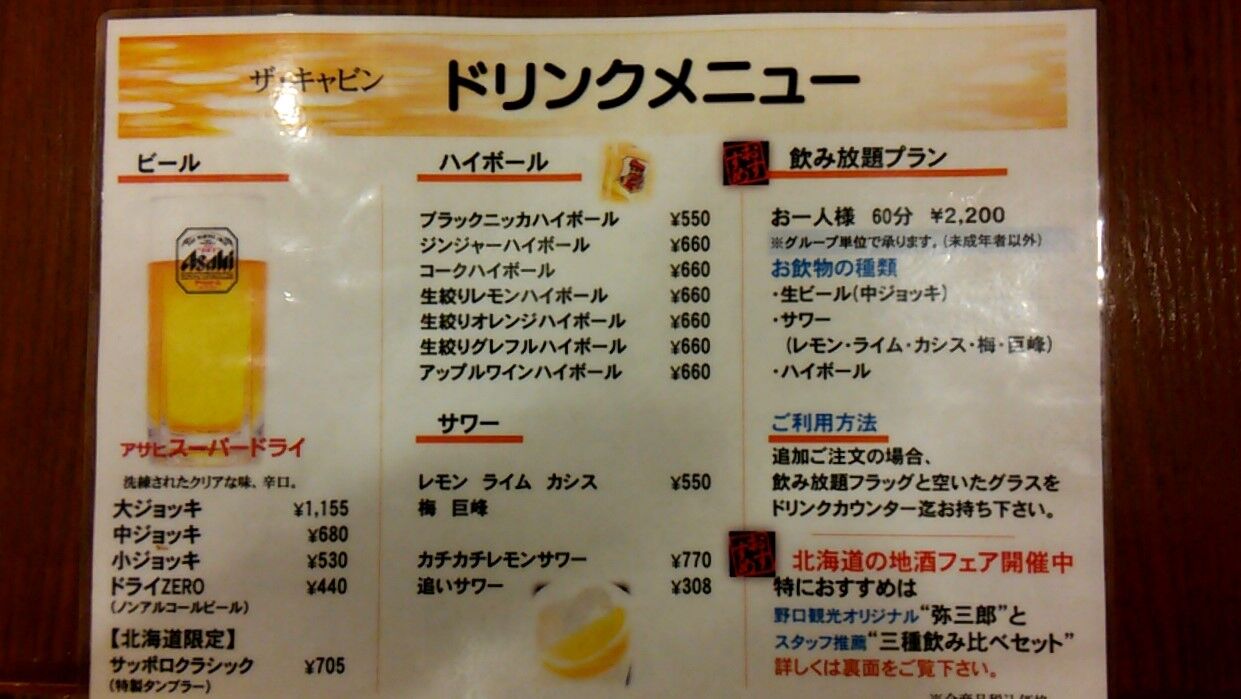 ザ・キャビン ドリンクメニュー
ビール
Asahi
アサヒスーパードライ
洗練されたクリアな味、辛口。
大ジョッキ ¥1,155
中ジョッキ ¥680
小ジョッキ ¥530
ドライZERO ¥440
(ノンアルコールビール)
【北海道限定】
サッポロクラシック ¥705
(特製タンブラー)
ハイボール
ブラックニッカハイボール ¥550
ジンジャーハイボール ¥660
コークハイボール ¥660
生絞りレモンハイボール ¥660
生絞りオレンジハイボール ¥660
生絞りグレフルハイボール ¥660
アップルワインハイボール ¥660
サワー
レモン ライム カシス ¥550
梅 巨峰
カチカチレモンサワー ¥770
追いサワー ¥308
おすすめ 飲み放題プラン
お一人様 60分 ¥2,200
※グループ単位で承ります。(未成年者以外)
お飲物の種類
・生ビール(中ジョッキ)
・サワー
(レモン・ライム・カシス・梅・巨峰)
・ハイボール
ご利用方法
追加ご注文の場合、
飲み放題フラッグと空いたグラスを
ドリンクカウンター迄お持ち下さい。
おすすめ 北海道の地酒フェア開催中
特におすすめは
野口観光オリジナル“弥三郎”と
スタッフ推薦“三種飲み比べセット”
詳しくは裏面をご覧下さい。